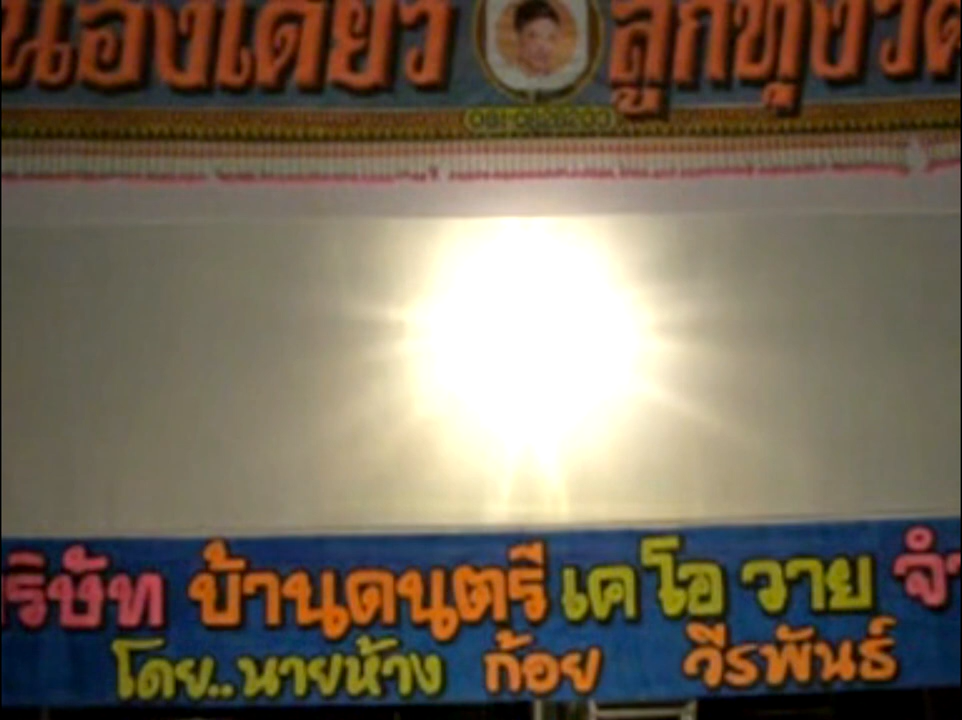 น้องเดียว ลูกทุ่งวั
บริษัท บ้านดนตรี เค โอ วาย จำ
โดย..นายห้าง ก้อย วีรพันธ์